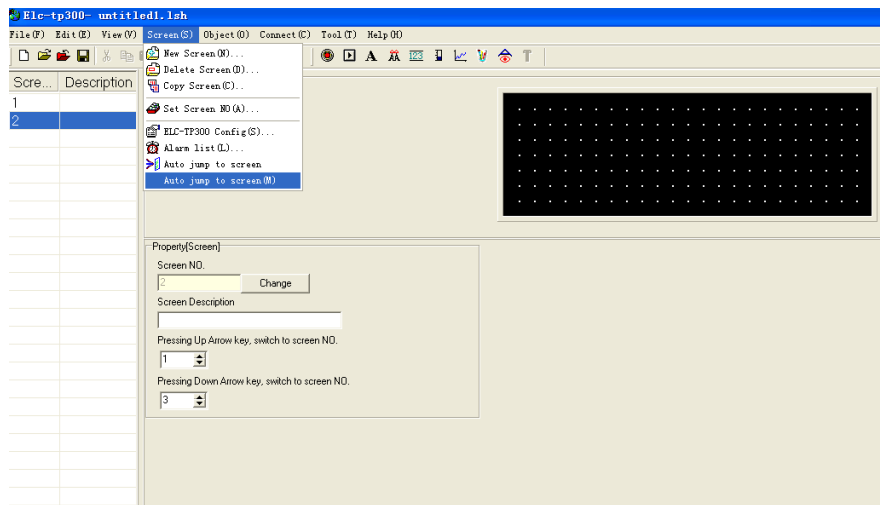 Elc-tp300- untitled1.lsh
File(F) Edit(E) View(V) Screen(S) Object(O) Connect(C) Tool(T) Help(H)
New Screen(N)...
Delete Screen(D)...
Copy Screen(C)..
Set Screen NO(A)...
ELC-TP300 Config(S)...
Alarm list(L)...
Auto jump to screen
Auto jump to screen(M)
A 123 T
Scre... Description
1
2
Property[Screen]
Screen NO.
2 Change
Screen Description
Pressing Up Arrow key, switch to screen NO.
1
Pressing Down Arrow key, switch to screen NO.
3